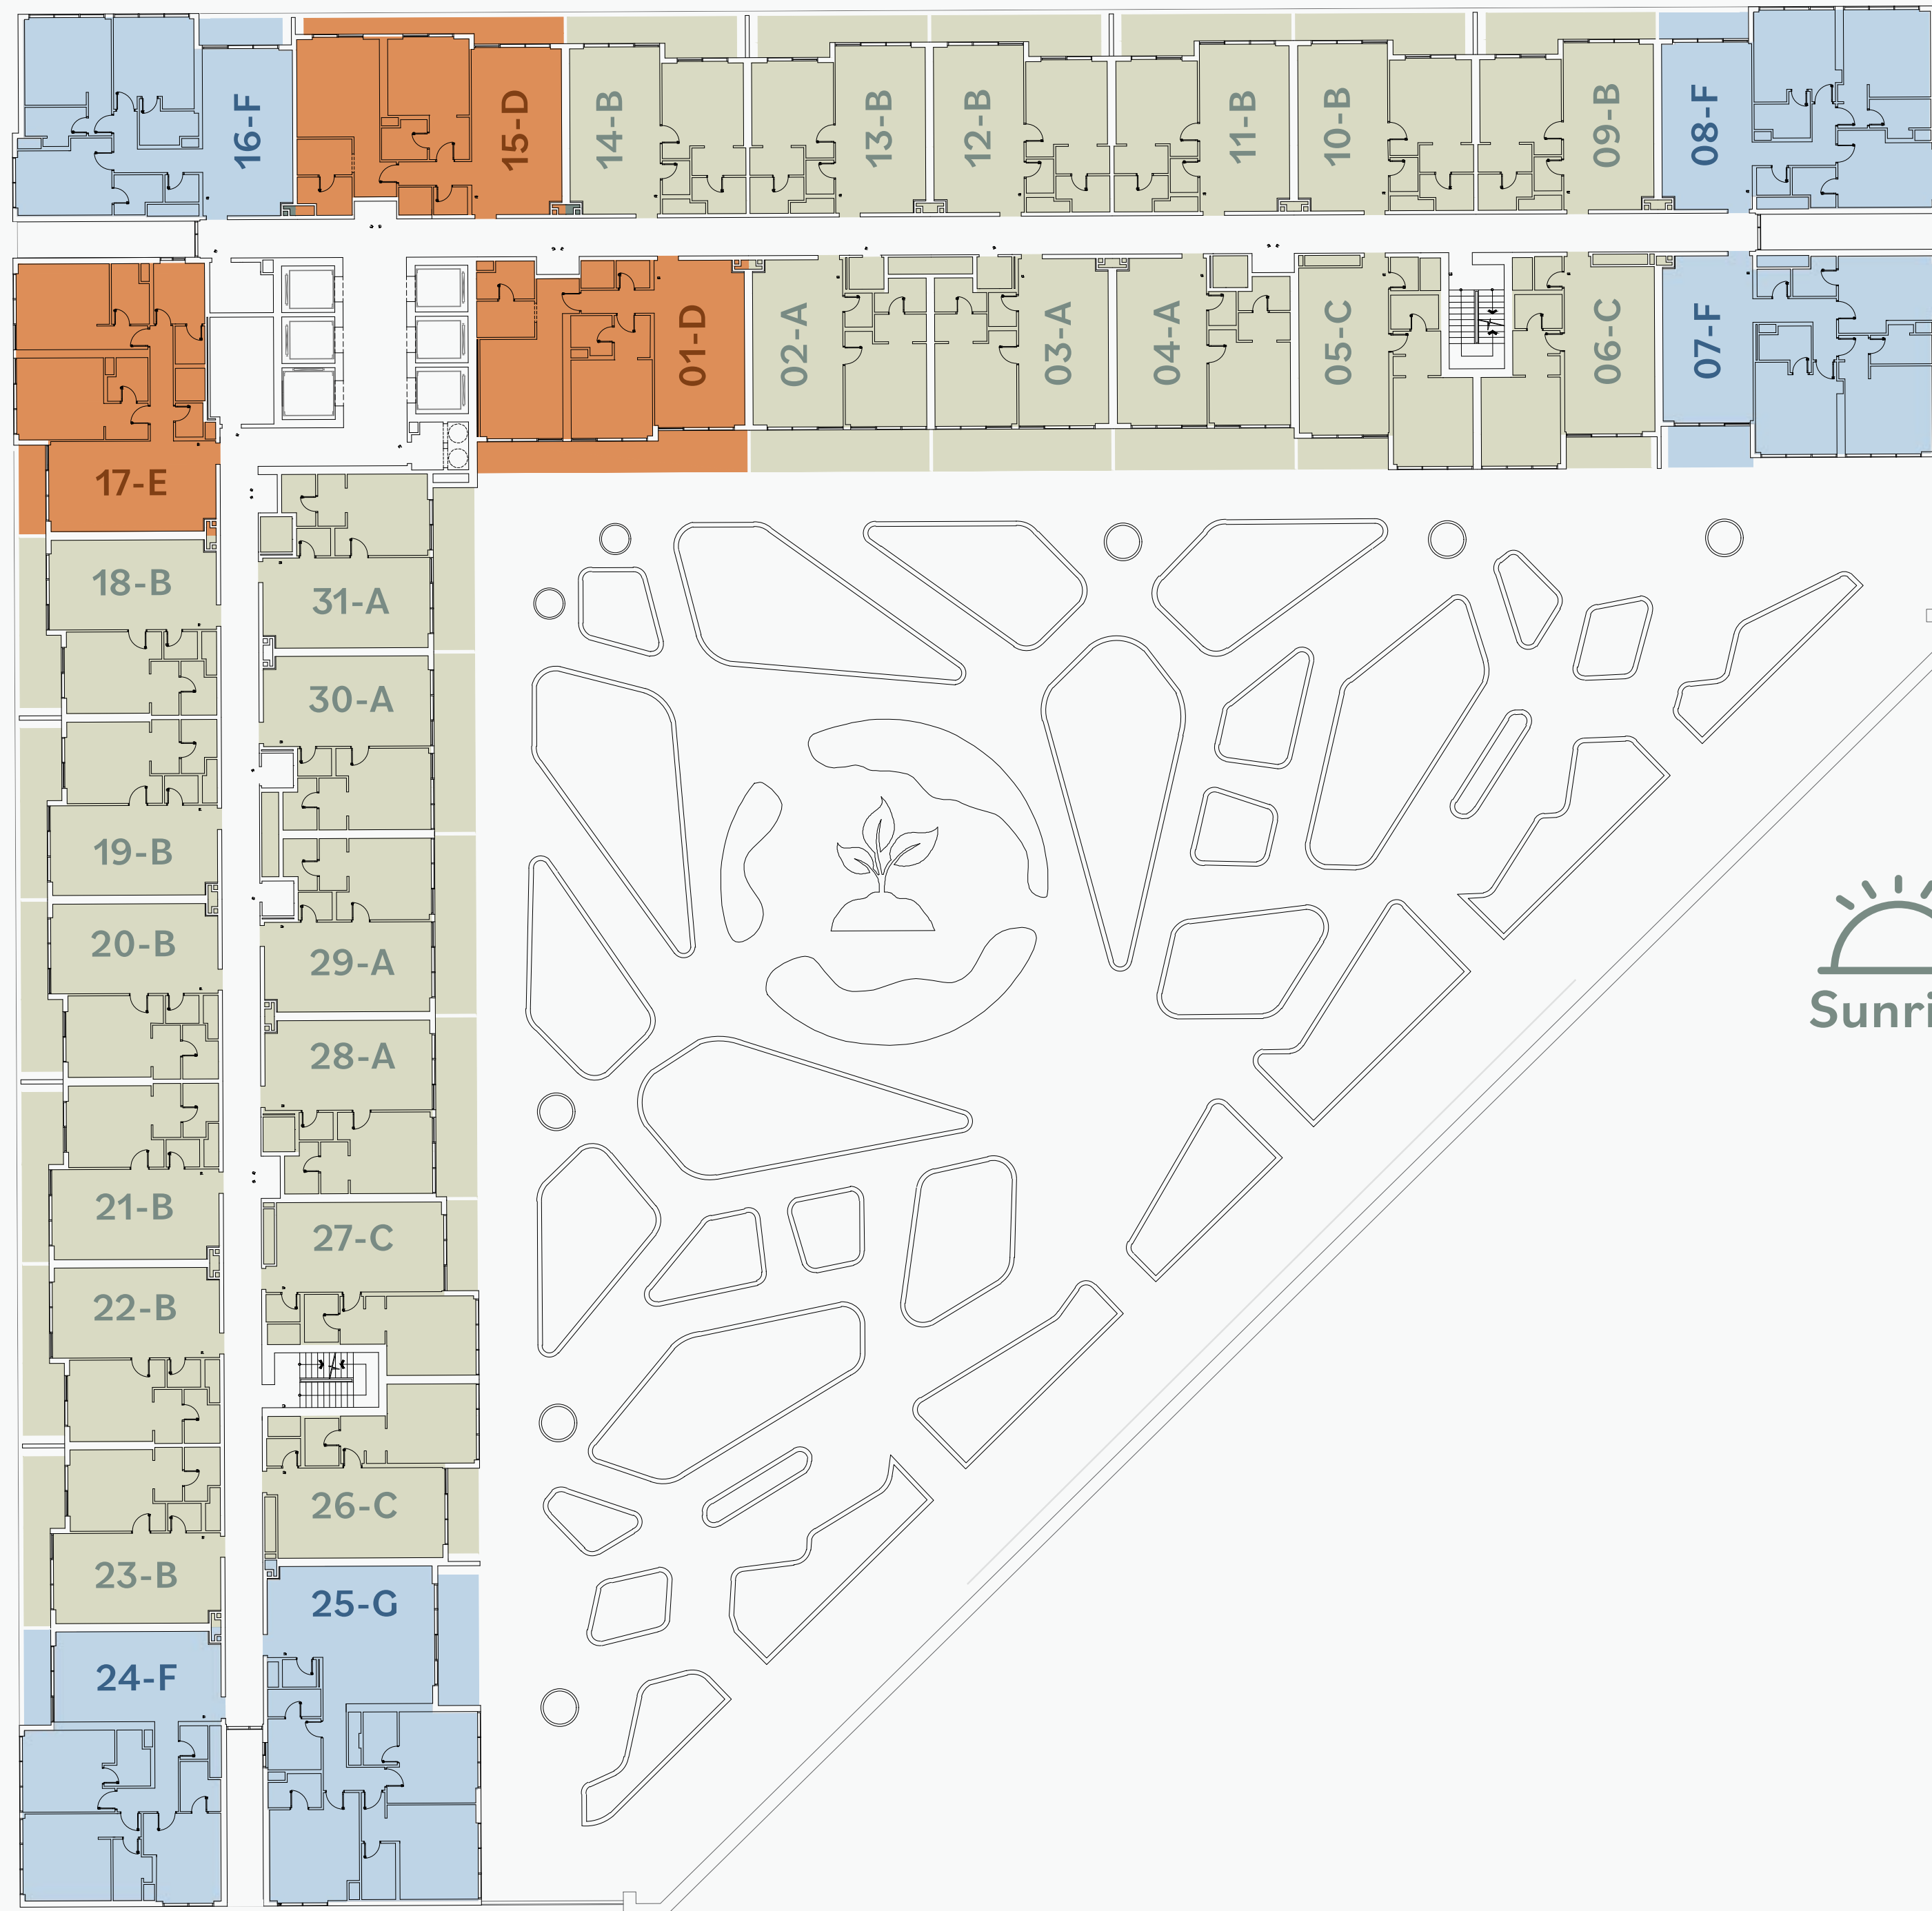 16-F
15-D
14-B
13-B
12-B
11-B
10-B
09-B
08-F
01-D
02-A
03-A
04-A
05-C
06-C
07-F
17-E
18-B
31-A
30-A
19-B
20-B
29-A
28-A
21-B
27-C
22-B
26-C
23-B
25-G
24-F
Sunri